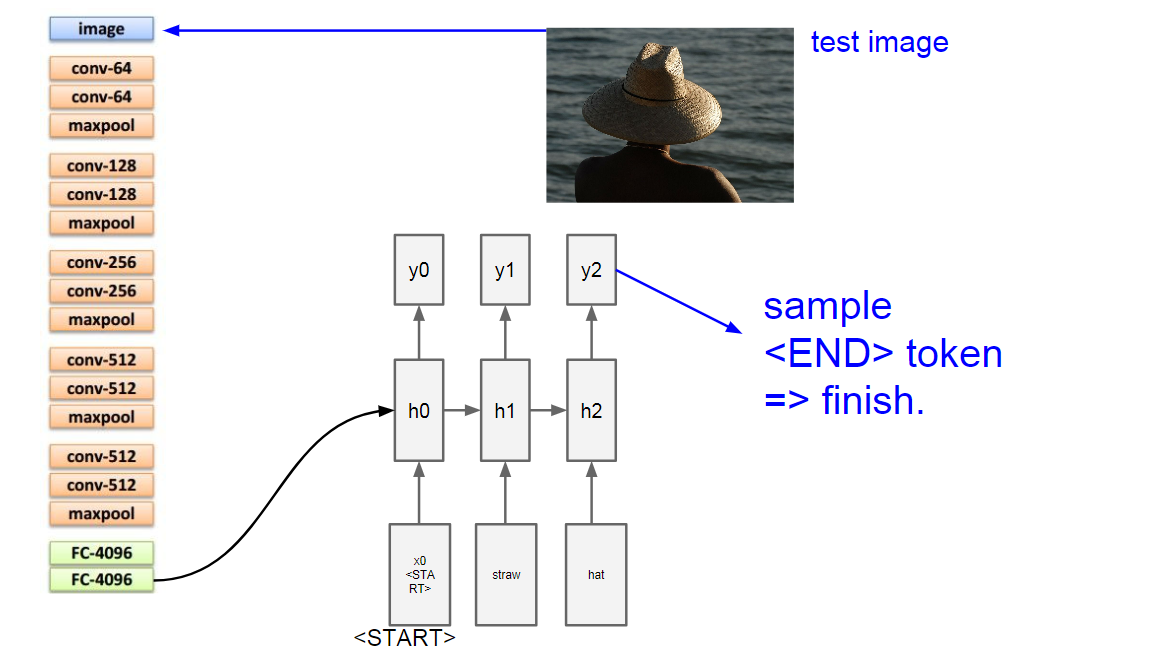 image
conv-64
conv-64
maxpool
conv-128
conv-128
maxpool
conv-256
conv-256
maxpool
conv-512
conv-512
maxpool
conv-512
conv-512
maxpool
FC-4096
FC-4096
test image
y0
y1
y2
sample
<END> token
=> finish.
h0
h1
h2
x0
<STA
RT>
straw
hat
<START>